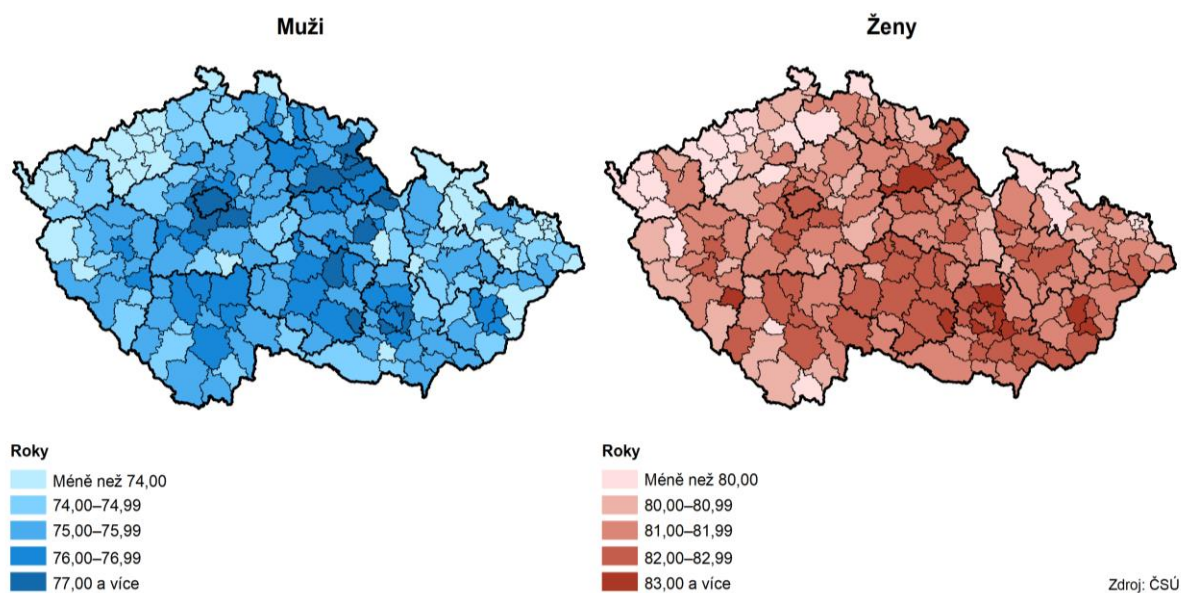 Muži
Ženy
Roky
Méně než 74,00
74,00–74,99
75,00–75,99
76,00–76,99
77,00 a více
Roky
Méně než 80,00
80,00–80,99
81,00–81,99
82,00–82,99
83,00 a více
Zdroj: ČSÚ